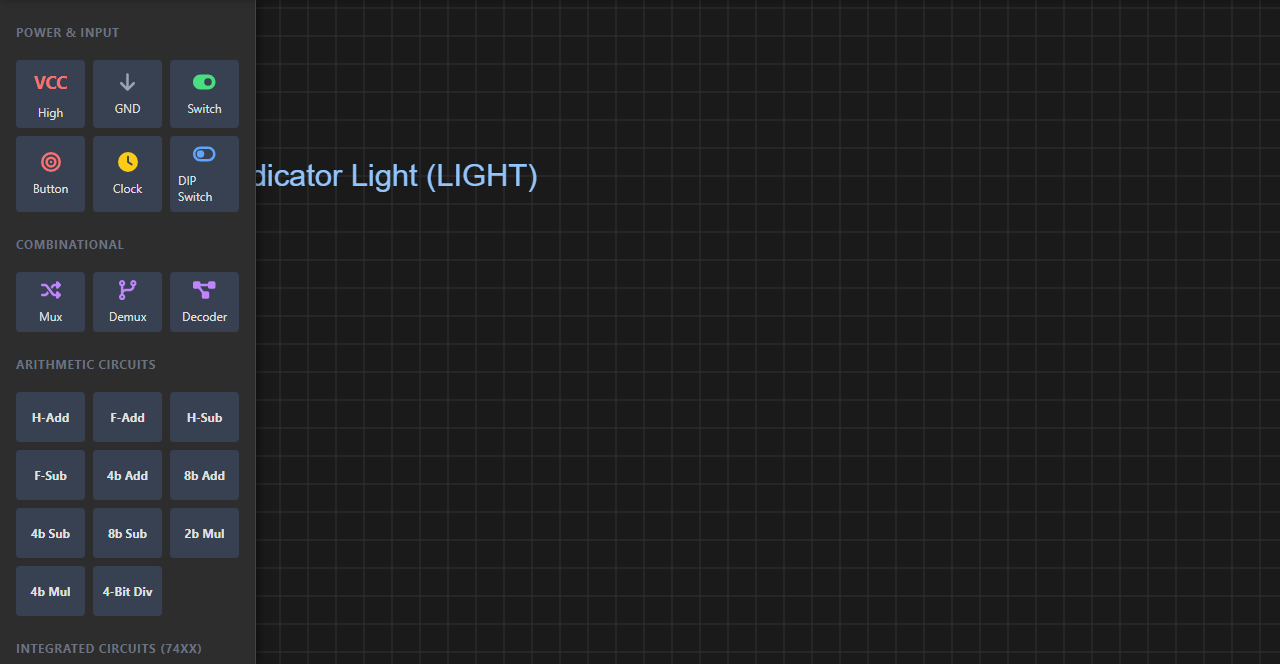 POWER & INPUT
VCC
High
GND
Switch
Button
Clock
DIP
Switch
dicator Light (LIGHT)
COMBINATIONAL
Mux
Demux
Decoder
ARITHMETIC CIRCUITS
H-Add
F-Add
H-Sub
F-Sub
4b Add
8b Add
4b Sub
8b Sub
2b Mul
4b Mul
4-Bit Div
INTEGRATED CIRCUITS (74XX)